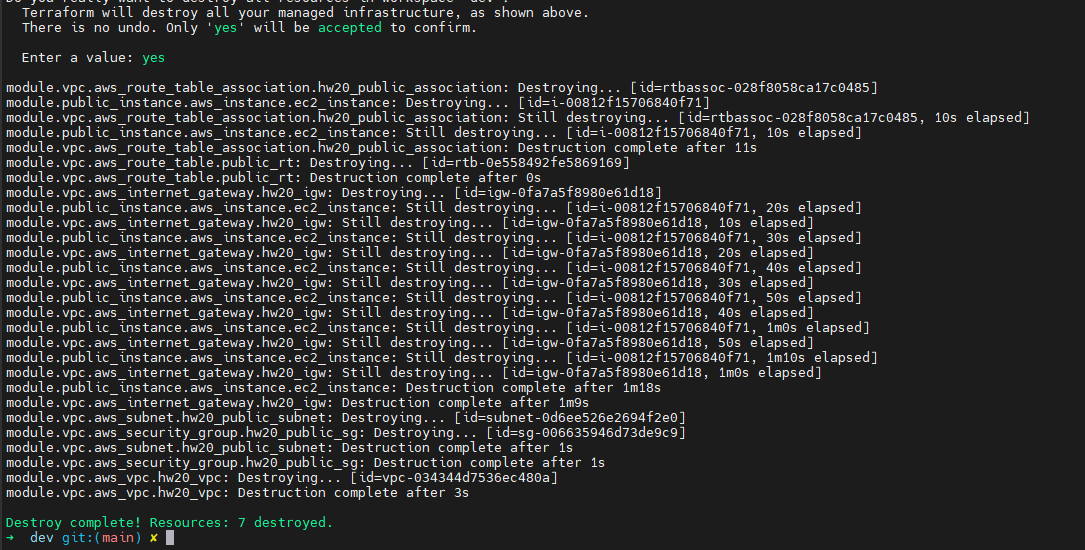 Do you really want to destroy all resources in workspace "dev"?
  Terraform will destroy all your managed infrastructure, as shown above.
  There is no undo. Only 'yes' will be accepted to confirm.

  Enter a value: yes

module.vpc.aws_route_table_association.hw20_public_association: Destroying... [id=rtbassoc-028f8058ca17c0485]
module.public_instance.aws_instance.ec2_instance: Destroying... [id=i-00812f15706840f71]
module.vpc.aws_route_table_association.hw20_public_association: Still destroying... [id=rtbassoc-028f8058ca17c0485, 10s elapsed]
module.public_instance.aws_instance.ec2_instance: Still destroying... [id=i-00812f15706840f71, 10s elapsed]
module.vpc.aws_route_table_association.hw20_public_association: Destruction complete after 11s
module.vpc.aws_route_table.public_rt: Destroying... [id=rtb-0e558492fe5869169]
module.vpc.aws_route_table.public_rt: Destruction complete after 0s
module.vpc.aws_internet_gateway.hw20_igw: Destroying... [id=igw-0fa7a5f8980e61d18]
module.public_instance.aws_instance.ec2_instance: Still destroying... [id=i-00812f15706840f71, 20s elapsed]
module.vpc.aws_internet_gateway.hw20_igw: Still destroying... [id=igw-0fa7a5f8980e61d18, 10s elapsed]
module.public_instance.aws_instance.ec2_instance: Still destroying... [id=i-00812f15706840f71, 30s elapsed]
module.vpc.aws_internet_gateway.hw20_igw: Still destroying... [id=igw-0fa7a5f8980e61d18, 20s elapsed]
module.public_instance.aws_instance.ec2_instance: Still destroying... [id=i-00812f15706840f71, 40s elapsed]
module.vpc.aws_internet_gateway.hw20_igw: Still destroying... [id=igw-0fa7a5f8980e61d18, 30s elapsed]
module.public_instance.aws_instance.ec2_instance: Still destroying... [id=i-00812f15706840f71, 50s elapsed]
module.vpc.aws_internet_gateway.hw20_igw: Still destroying... [id=igw-0fa7a5f8980e61d18, 40s elapsed]
module.public_instance.aws_instance.ec2_instance: Still destroying... [id=i-00812f15706840f71, 1m0s elapsed]
module.vpc.aws_internet_gateway.hw20_igw: Still destroying... [id=igw-0fa7a5f8980e61d18, 50s elapsed]
module.public_instance.aws_instance.ec2_instance: Still destroying... [id=i-00812f15706840f71, 1m10s elapsed]
module.vpc.aws_internet_gateway.hw20_igw: Still destroying... [id=igw-0fa7a5f8980e61d18, 1m0s elapsed]
module.public_instance.aws_instance.ec2_instance: Destruction complete after 1m18s
module.vpc.aws_internet_gateway.hw20_igw: Destruction complete after 1m9s
module.vpc.aws_subnet.hw20_public_subnet: Destroying... [id=subnet-0d6ee526e2694f2e0]
module.vpc.aws_security_group.hw20_public_sg: Destroying... [id=sg-006635946d73de9c9]
module.vpc.aws_subnet.hw20_public_subnet: Destruction complete after 1s
module.vpc.aws_security_group.hw20_public_sg: Destruction complete after 1s
module.vpc.aws_vpc.hw20_vpc: Destroying... [id=vpc-034344d7536ec480a]
module.vpc.aws_vpc.hw20_vpc: Destruction complete after 3s

Destroy complete! Resources: 7 destroyed.
→  dev git:(main) ✘